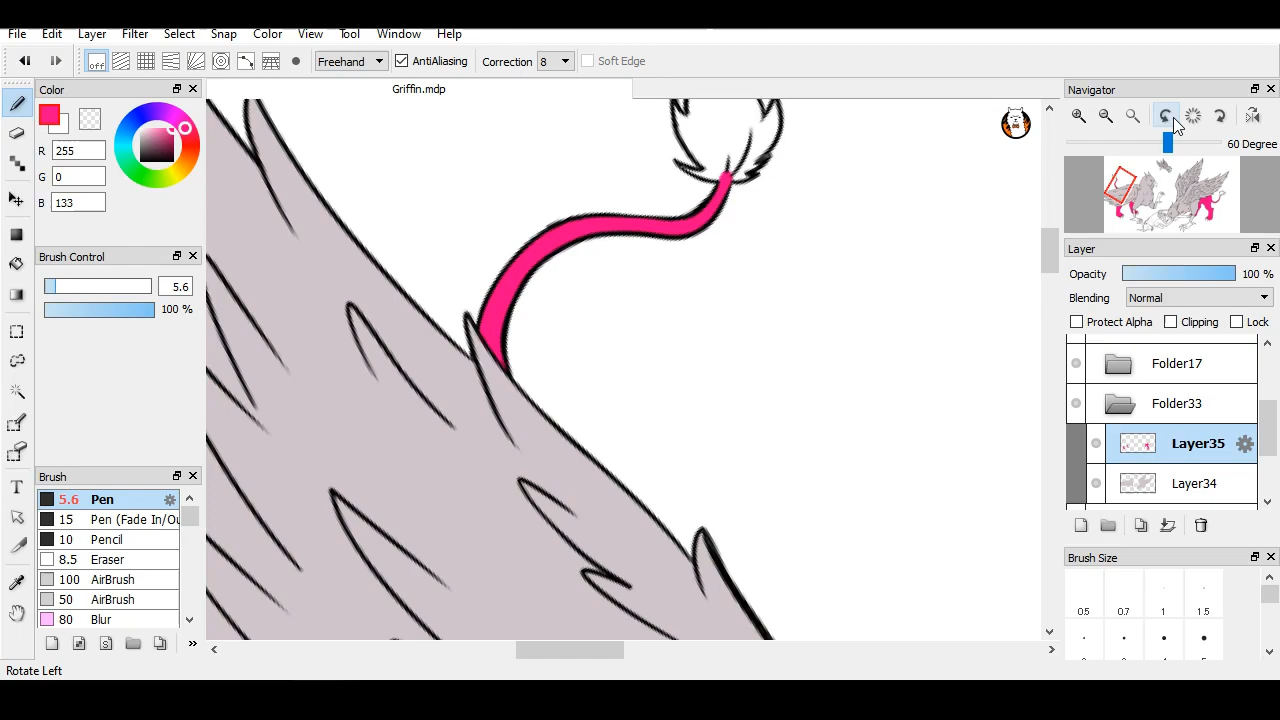 File Edit Layer Filter Select Snap Color View Tool Window Help
off Freehand AntiAliasing Correction 8 Soft Edge
Color
Griffin.mdp
Navigator
R 255
G 0
B 133
60 Degree
Brush Control
5.6
100 %
Layer
Opacity 100 %
Blending Normal
Protect Alpha Clipping Lock
Folder17
Folder33
Layer35
Layer34
Brush
5.6 Pen
15 Pen (Fade In/Ou
10 Pencil
8.5 Eraser
100 AirBrush
50 AirBrush
80 Blur
»
Brush Size
0.5 0.7 1 1.5
Rotate Left